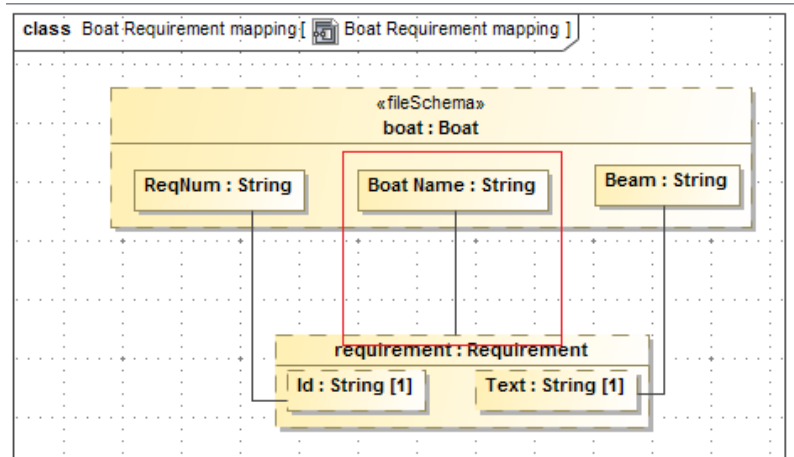 class Boat Requirement mapping [ Boat Requirement mapping ]
«fileSchema»
boat : Boat
ReqNum : String
Boat Name : String
Beam : String
requirement : Requirement
Id : String [1]
Text : String [1]